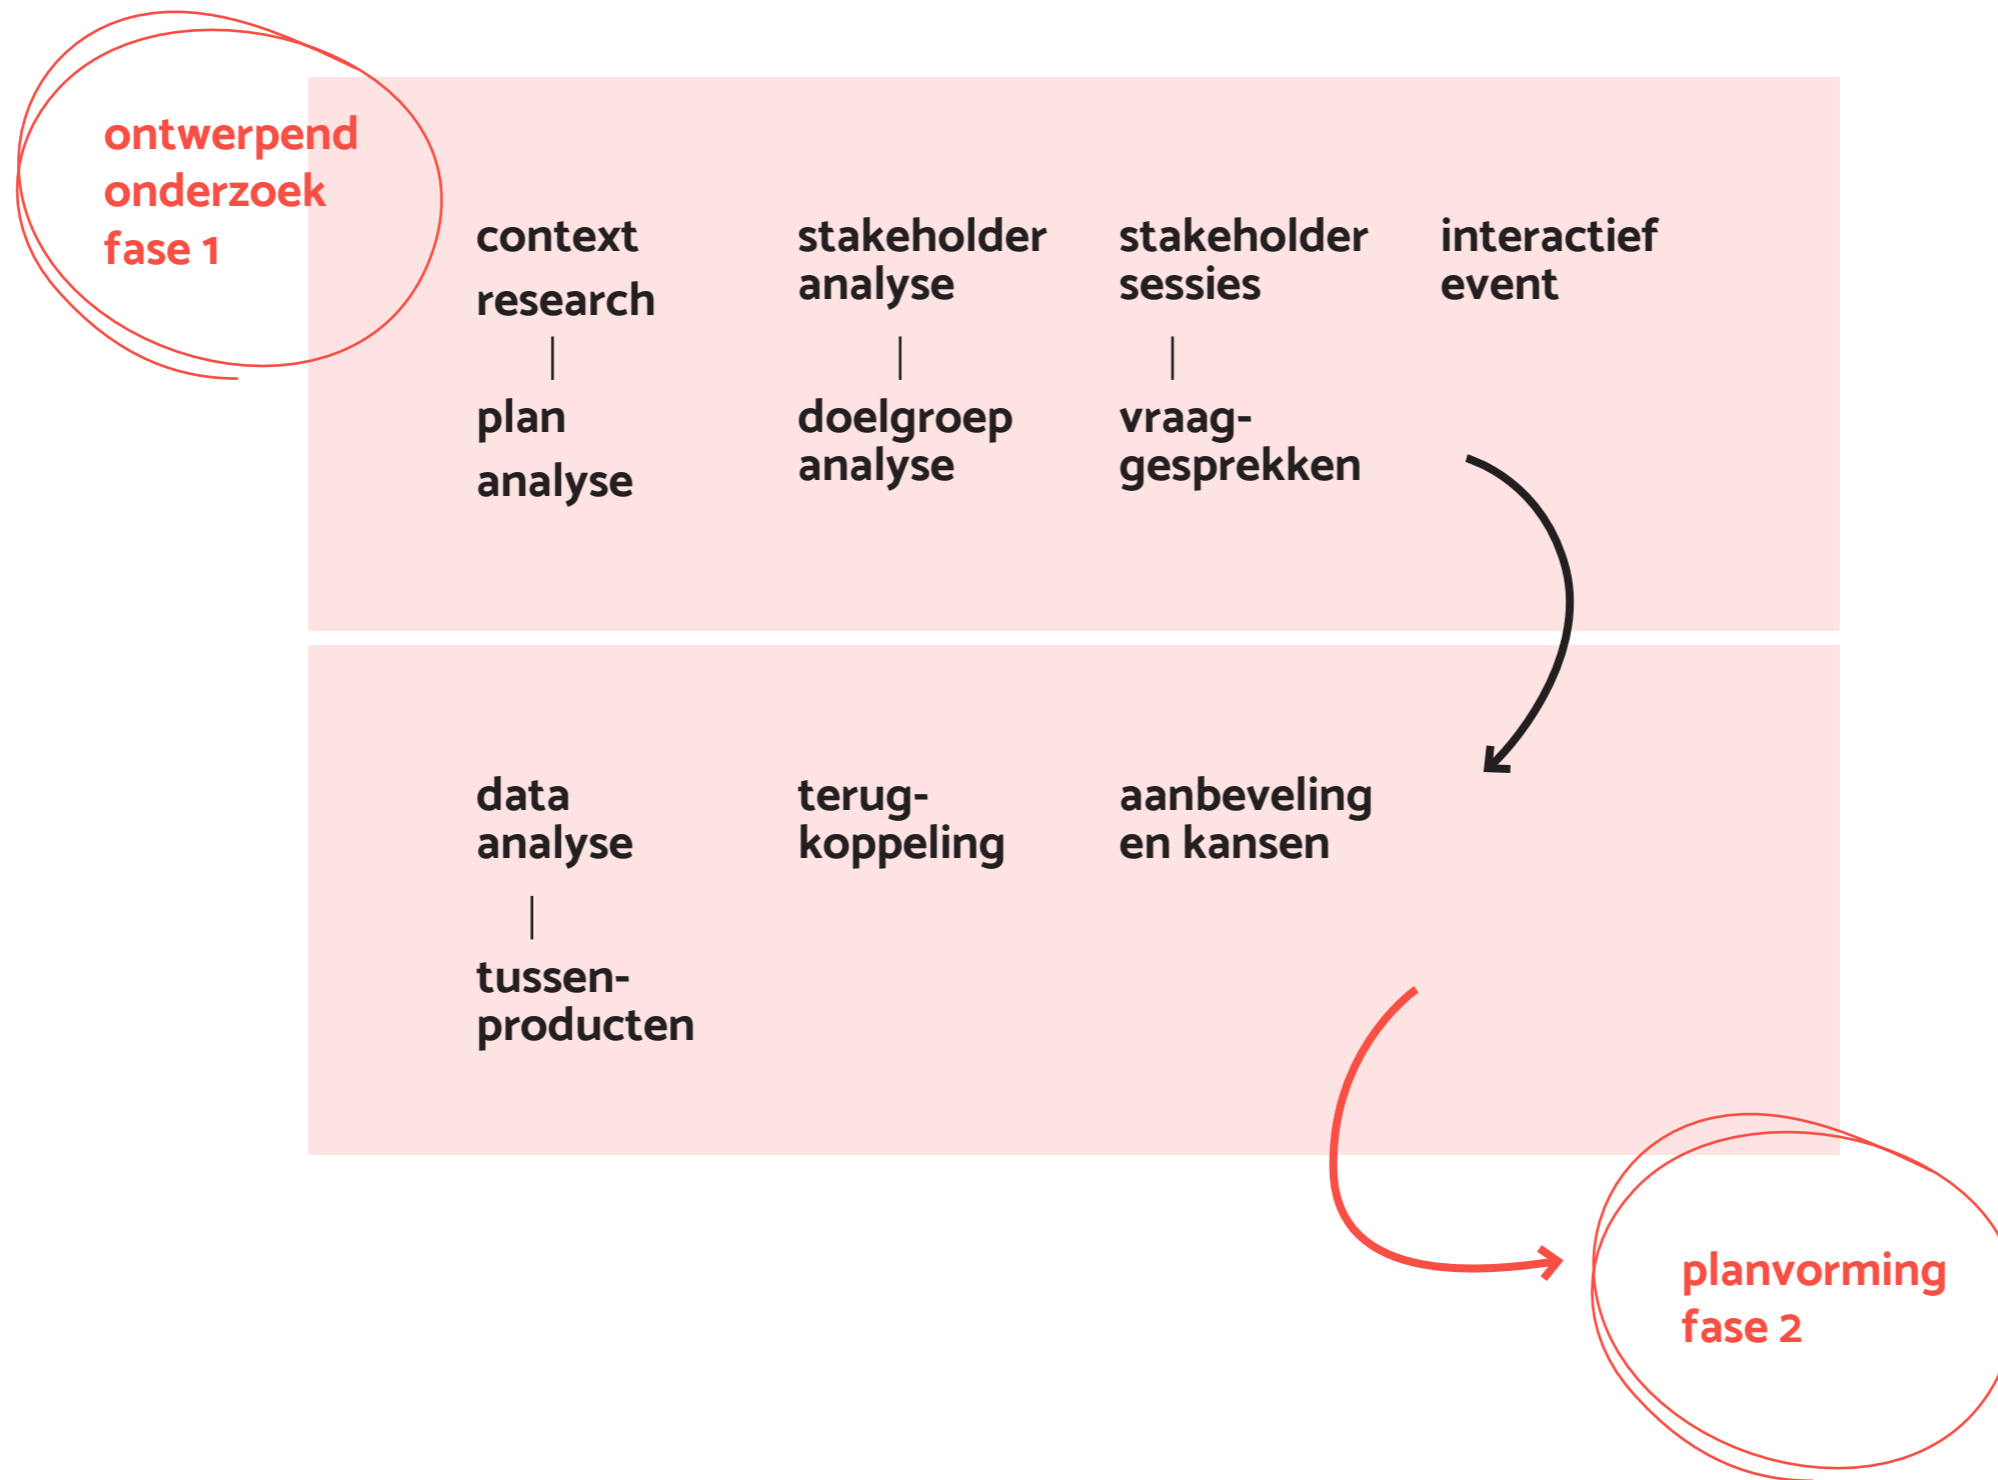 ontwerpend
onderzoek
fase 1
context
research
plan
analyse
stakeholder
analyse
doelgroep
analyse
stakeholder
sessies
vraag-
gesprekken
interactief
event
data
analyse
tussen-
producten
terug-
koppeling
aanbeveling
en kansen
planvorming
fase 2